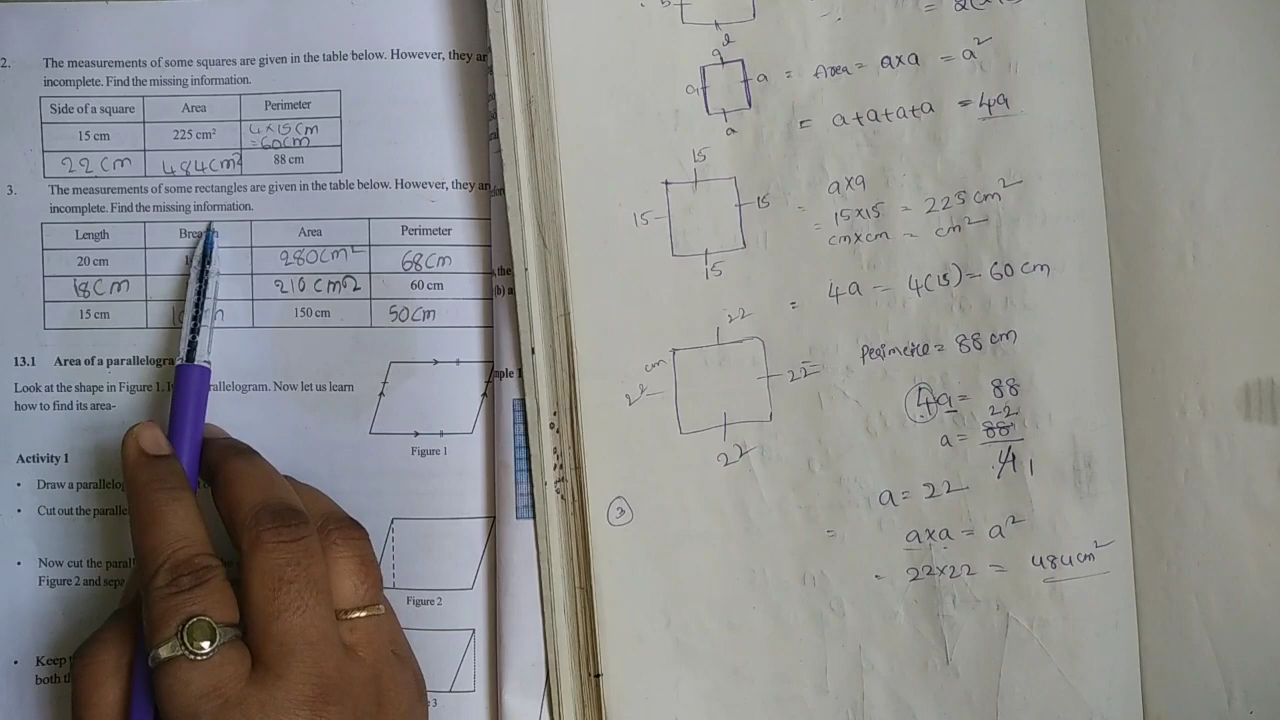 2. The measurements of some squares are given in the table below. However, they ar
incomplete. Find the missing information.
Side of a square Area Perimeter
15 cm 225 cm² 4×15cm
=60cm
22cm 484cm² 88 cm
3. The measurements of some rectangles are given in the table below. However, they ar
incomplete. Find the missing information.
Length Area Perimeter
20 cm 280cm² 68cm
18cm 210 cm2 60 cm
15 cm 150 cm 50cm
13.1 Area of a parallelogra
Look at the shape in Figure 1. rallelogram. Now let us learn
how to find its area-
Figure 1
Activity 1
• Draw a parallelo
• Cut out the paralle
• Now cut the paral
Figure 2 and sepa
Figure 2
• Keep
both th
the
(b) a
mple 1
a
a a = Area = a×a = a²
a = a+a+a+a = 4a
15
15 15 = a×a
= 15×15 = 225 cm²
cm×cm = cm²
15
= 4a = 4(15) = 60 cm
22
cm 22 = Perimeter = 88 cm
22
4a = 88
22
a = 88
4 1
a = 22
3
= a×a = a²
= 22×22 = 484cm²